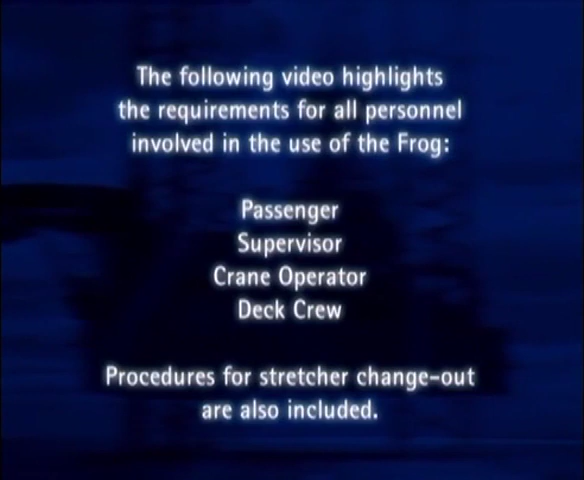 The following video highlights
the requirements for all personnel
involved in the use of the Frog:
Passenger
Supervisor
Crane Operator
Deck Crew
Procedures for stretcher change-out
are also included.